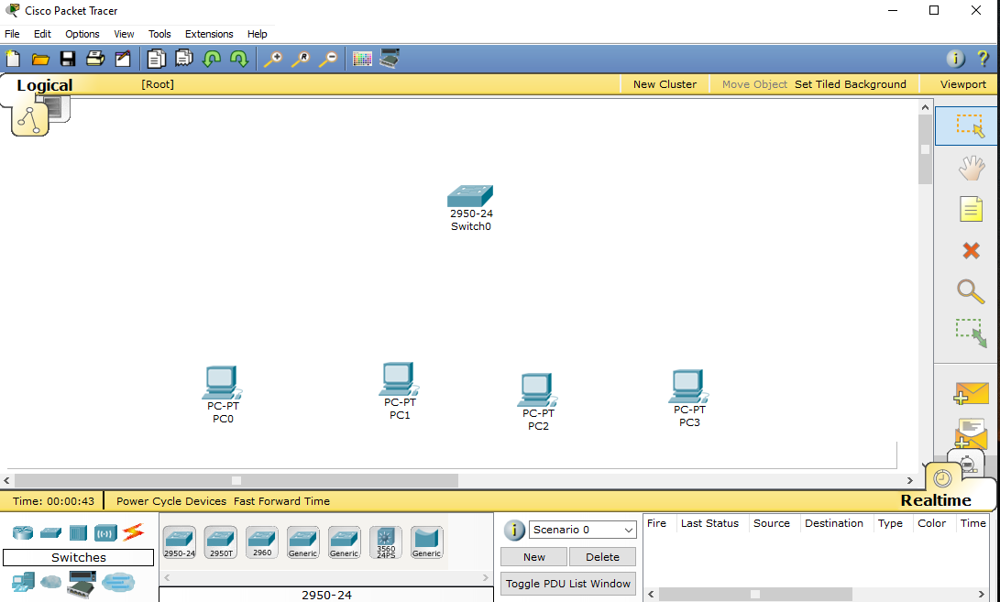 Cisco Packet Tracer
File Edit Options View Tools Extensions Help
Logical [Root] New Cluster Move Object Set Tiled Background Viewport
2950-24
Switch0
PC-PT
PC0
PC-PT
PC1
PC-PT
PC2
PC-PT
PC3
Time: 00:00:43 Power Cycle Devices Fast Forward Time Realtime
Scenario 0
Fire Last Status Source Destination Type Color Time
2950-24 2950T 2960 Generic Generic 3560 24PS Generic
Switches
New Delete
Toggle PDU List Window
2950-24